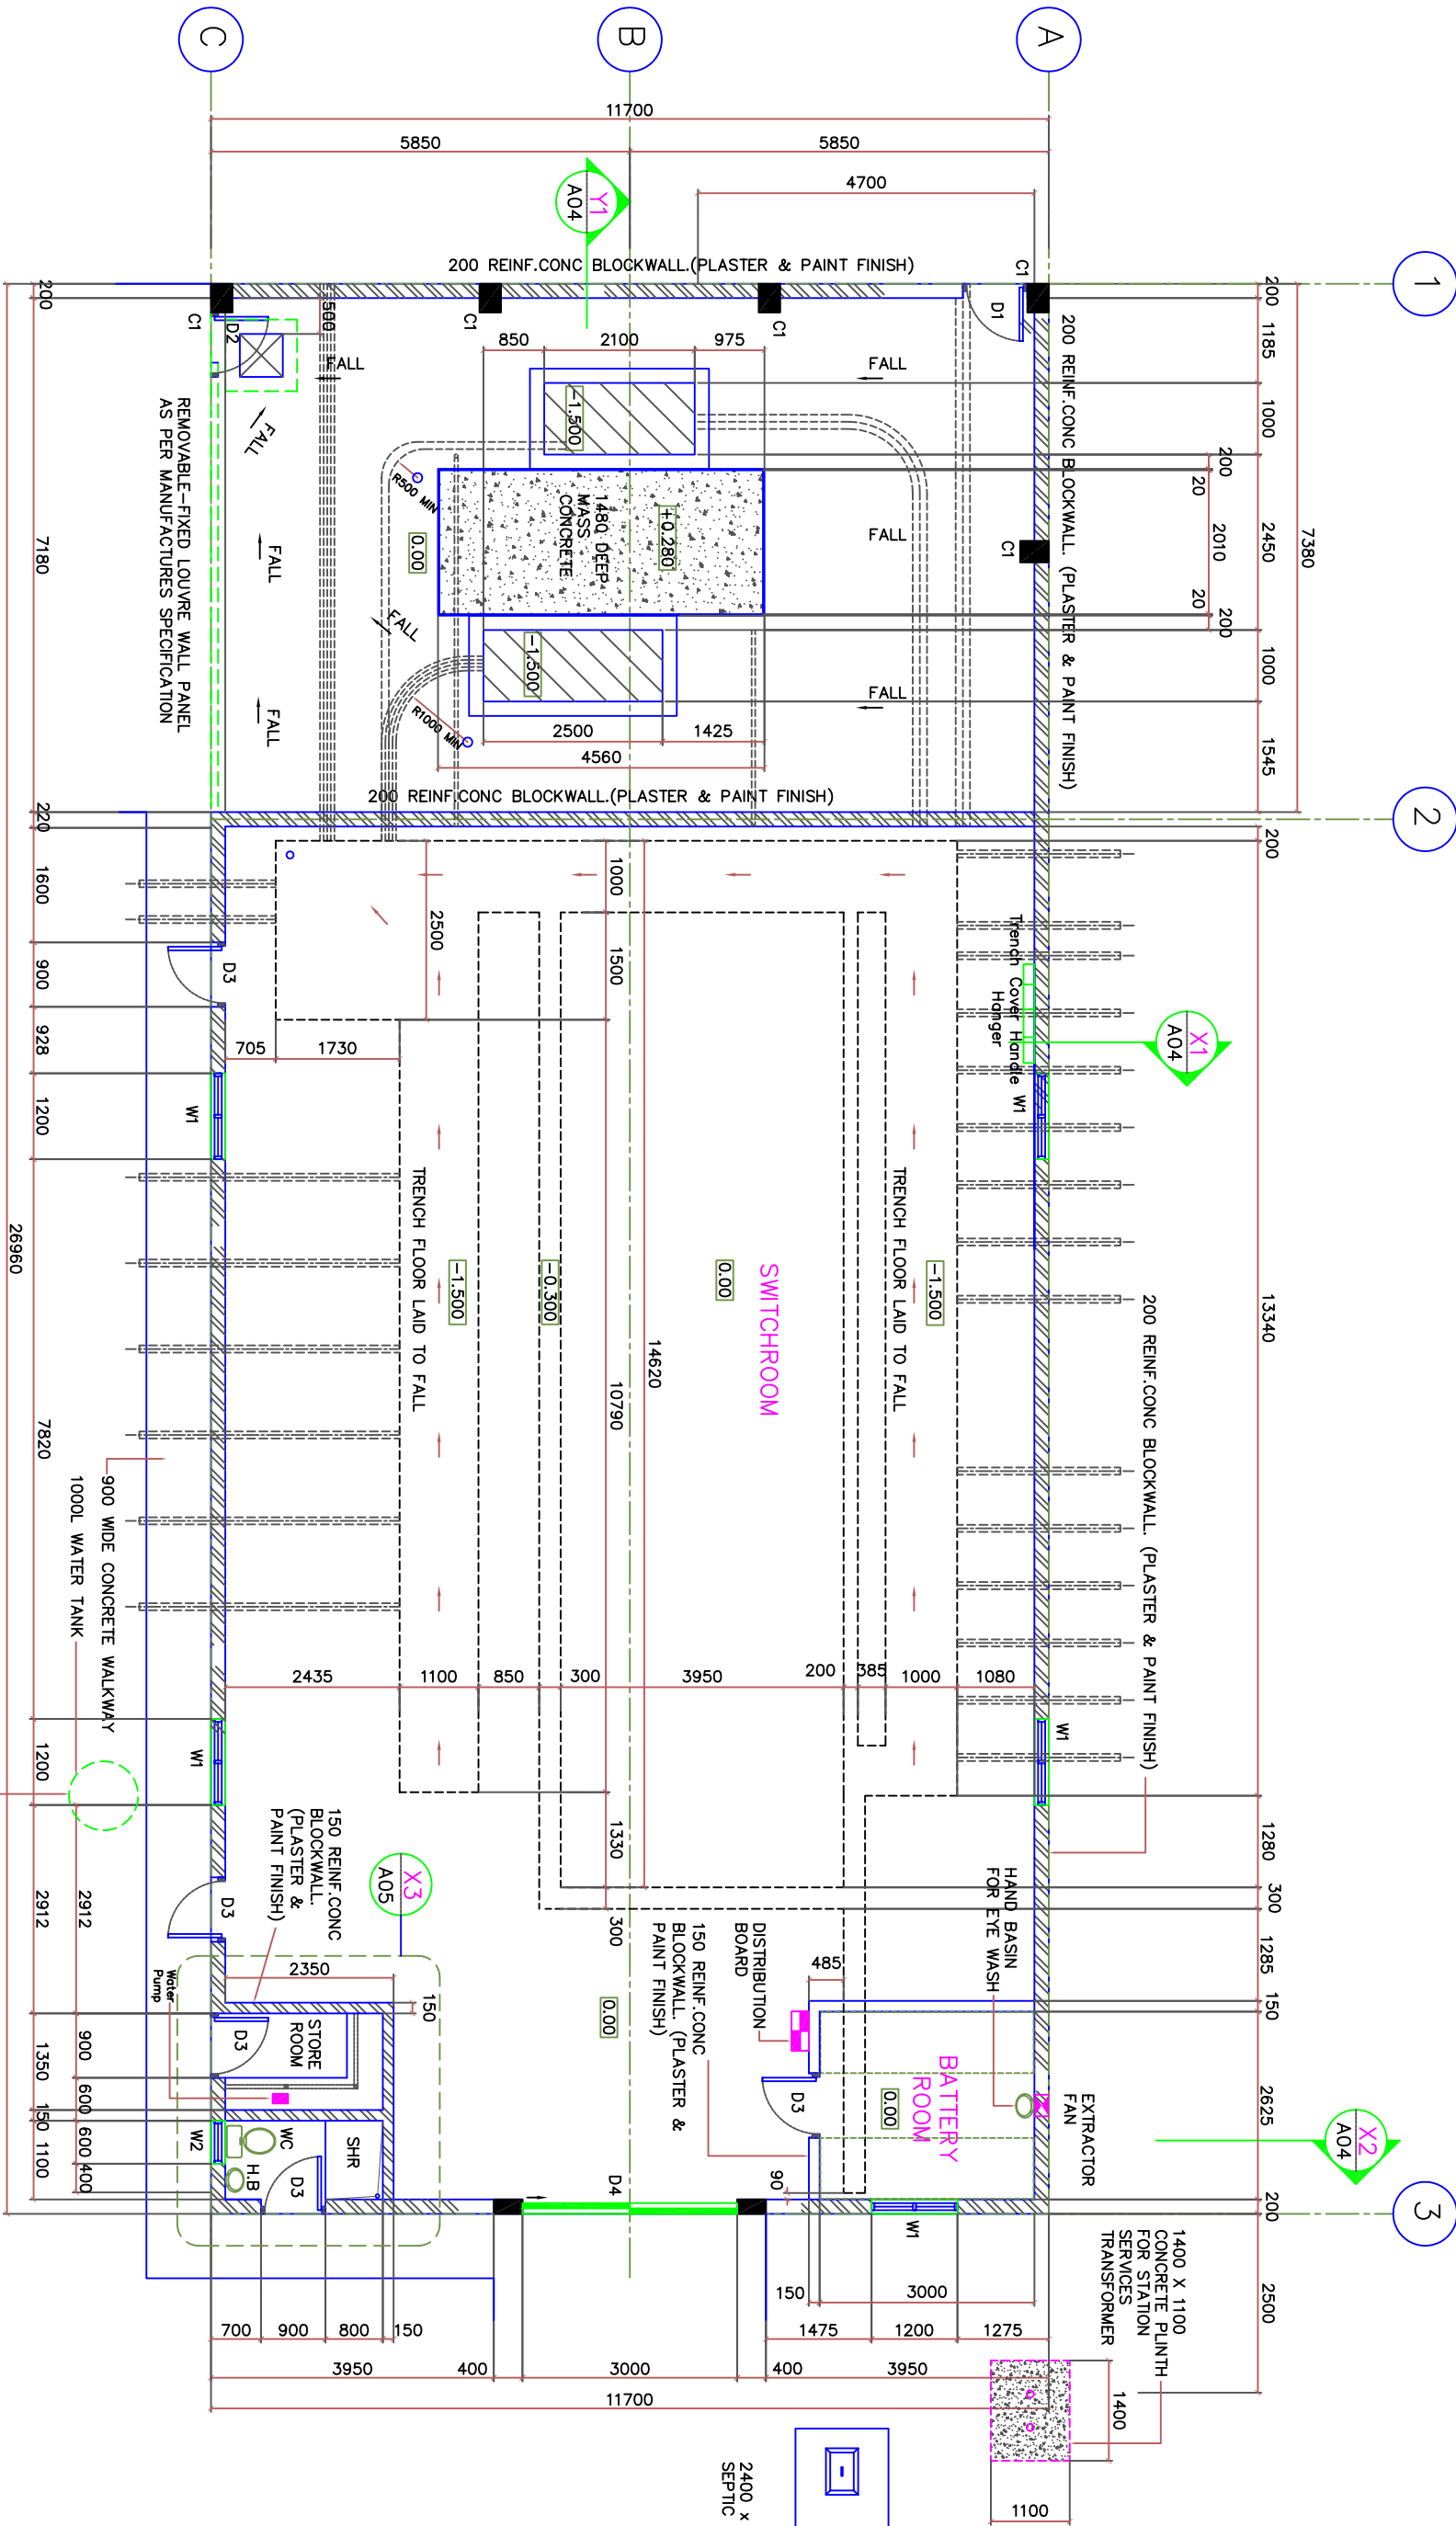 1
2
3
A
B
C
11700
5850
5850
4700
Y1
A04
200 REINF.CONC BLOCKWALL.(PLASTER & PAINT FINISH)
C1
C1
C1
C1
C1
D1
D2
200
1185
1000
200
20
2450
2010
20
200
1000
1545
7380
200
200 REINF.CONC BLOCKWALL. (PLASTER & PAINT FINISH)
850
2100
975
500
FALL
FALL
FALL
FALL
FALL
FALL
FALL
FALL
-1.500
R500 MIN
1480 DEEP
MASS
CONCRETE
+0.280
0.00
-1.500
R1000 MIN
2500
1425
4560
200 REINF.CONC BLOCKWALL.(PLASTER & PAINT FINISH)
REMOVABLE-FIXED LOUVRE WALL PANEL
AS PER MANUFACTURES SPECIFICATION
200
7180
220
1600
900
928
1200
7820
1200
2912
2912
26960
900
1350
600
150
600
1100
400
1000
1500
2500
705
1730
D3
W1
Trench Cover Handle
Hanger
W1
X1
A04
13340
TRENCH FLOOR LAID TO FALL
TRENCH FLOOR LAID TO FALL
-1.500
-0.300
0.00
-1.500
SWITCHROOM
14620
10790
200 REINF.CONC BLOCKWALL. (PLASTER & PAINT FINISH)
900 WIDE CONCRETE WALKWAY
1000L WATER TANK
2435
1100
850
300
3950
200
385
1000
1080
W1
W1
1330
300
1280
300
1285
150
2625
200
2500
150 REINF.CONC
BLOCKWALL.
(PLASTER &
PAINT FINISH)
X3
A05
D3
2350
150
Water
Pump
STORE
ROOM
D3
W2
WC
H.B
D3
SHR
0.00
150 REINF.CONC
BLOCKWALL. (PLASTER &
PAINT FINISH)
DISTRIBUTION
BOARD
485
HAND BASIN
FOR EYE WASH
BATTERY
ROOM
0.00
D3
90
EXTRACTOR
FAN
X2
A04
D4
W1
1400 X 1100
CONCRETE PLINTH
FOR STATION
SERVICES
TRANSFORMER
150
3000
700
900
800
150
1475
1200
1275
3950
400
3000
400
3950
11700
1400
1100
2400 x
SEPTIC